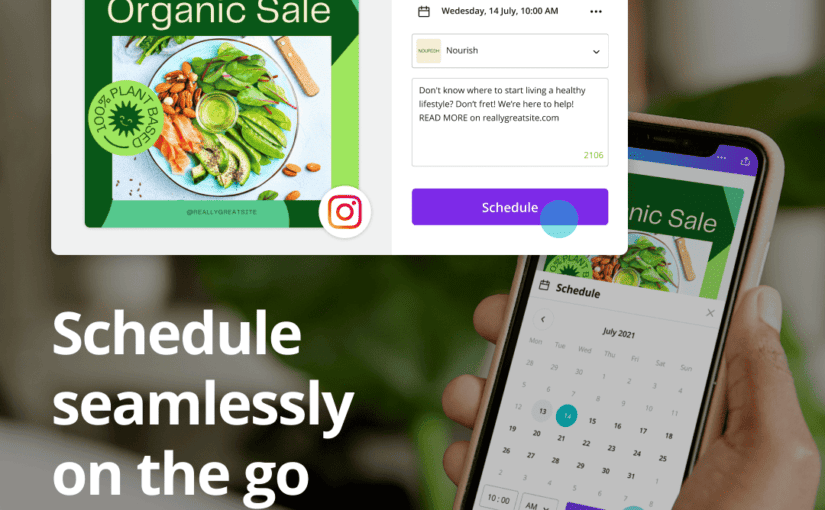 Organic Sale
100% PLANT BASED
@REALLYGREATSITE
Wedesday, 14 July, 10:00 AM
NOURISH
Nourish
Don't know where to start living a healthy
lifestyle? Don't fret! We're here to help!
READ MORE on reallygreatsite.com
2106
Schedule
Schedule
seamlessly
on the go
nic Sale
Schedule
July 2021
Mon Tue Wed Thu Fri Sat Sun
28 29 30 1 2 3 4
5 6 7 8 9 10 11
12 13 14 15 16 17 18
19 20 21 22 23 24 25
26 27 28 29 30 31 1
2 3 4 5 6 7 8
10 : 00 AM